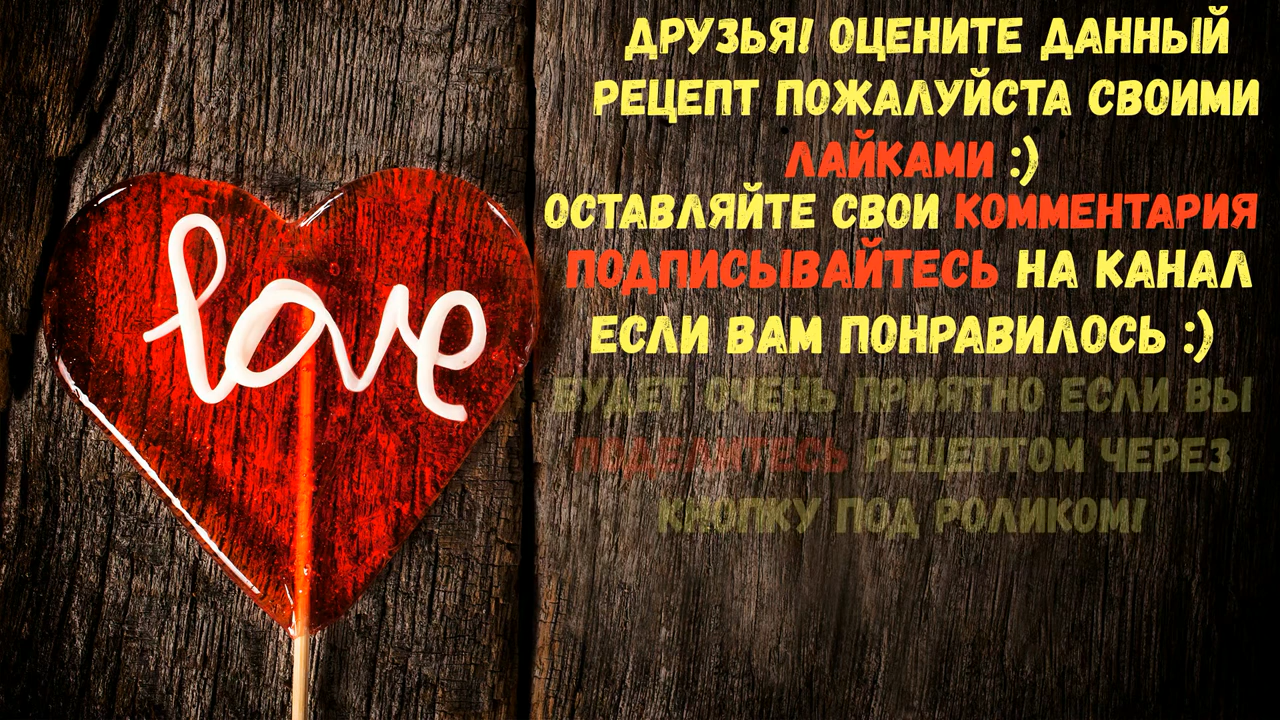 love
ДРУЗЬЯ! ОЦЕНИТЕ ДАННЫЙ
РЕЦЕПТ ПОЖАЛУЙСТА СВОИМИ
ЛАЙКАМИ :)
ОСТАВЛЯЙТЕ СВОИ КОММЕНТАРИЯ
ПОДПИСЫВАЙТЕСЬ НА КАНАЛ
ЕСЛИ ВАМ ПОНРАВИЛОСЬ :)
БУДЕТ ОЧЕНЬ ПРИЯТНО ЕСЛИ ВЫ
ПОДЕЛИТЕСЬ РЕЦЕПТОМ ЧЕРЕЗ
КНОПКУ ПОД РОЛИКОМ!